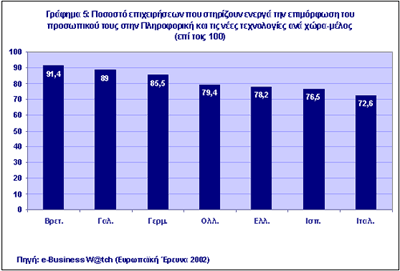 Γράφημα 5: Ποσοστό επιχειρήσεων που στηρίζουν ενεργά την επιμόρφωση του
προσωπικού τους στην Πληροφορική και τις νέες τεχνολογίες ανά χώρα-μέλος
(επί τοις 100)
100
90
80
70
60
50
40
30
20
10
0
91,4
89
85,5
79,4
78,2
76,5
72,6
Βρετ.
Γαλ.
Γερμ.
Ολλ.
Ελλ.
Ισπ.
Ιταλ.
Πηγή: e-Business W@tch (Ευρωπαϊκή Έρευνα 2002)